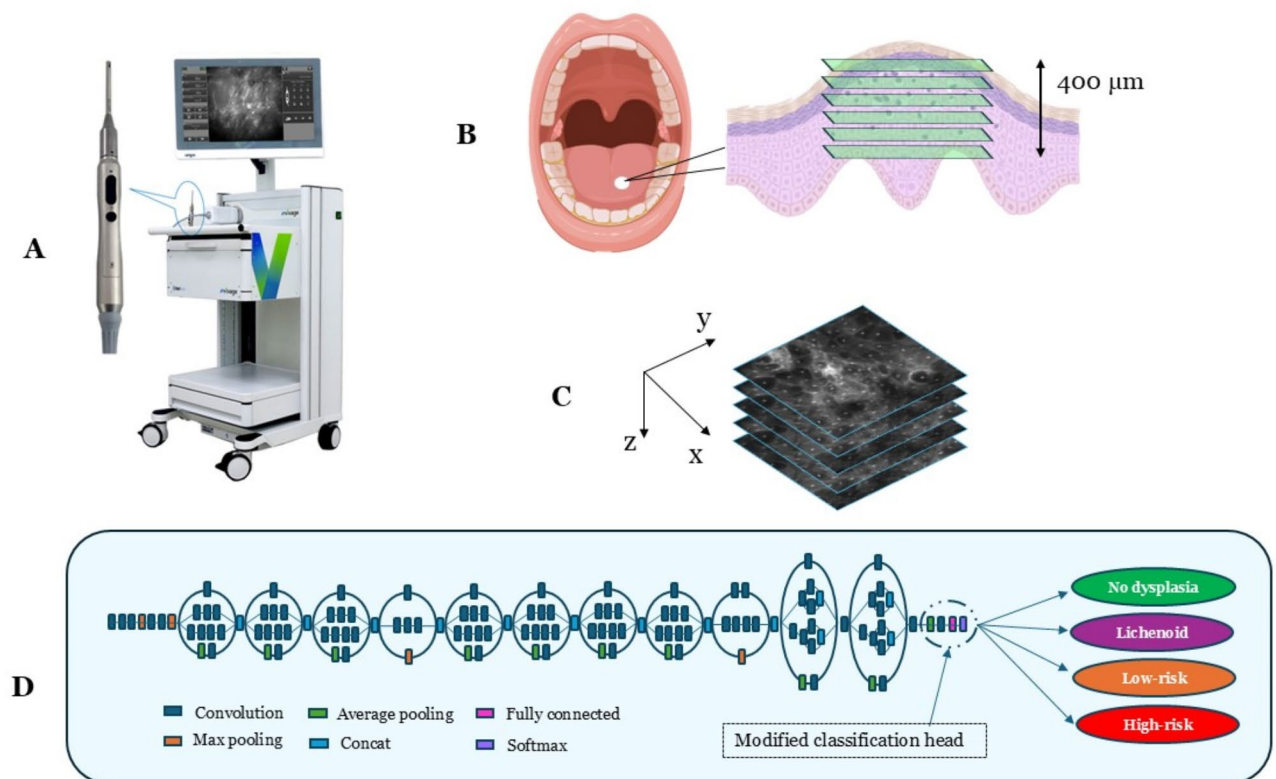 A
B
400 µm
C
y
z
x
D
No dysplasia
Lichenoid
Low-risk
High-risk
Convolution
Average pooling
Fully connected
Max pooling
Concat
Softmax
Modified classification head